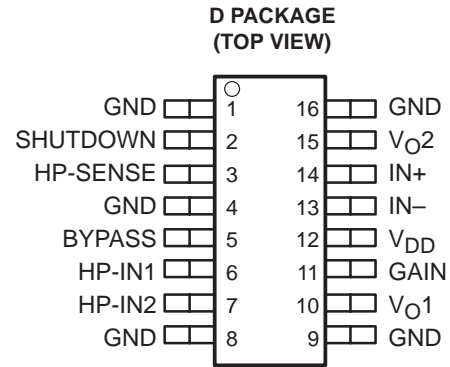 D PACKAGE
(TOP VIEW)
GND 1 16 GND
SHUTDOWN 2 15 VO2
HP-SENSE 3 14 IN+
GND 4 13 IN–
BYPASS 5 12 VDD
HP-IN1 6 11 GAIN
HP-IN2 7 10 VO1
GND 8 9 GND